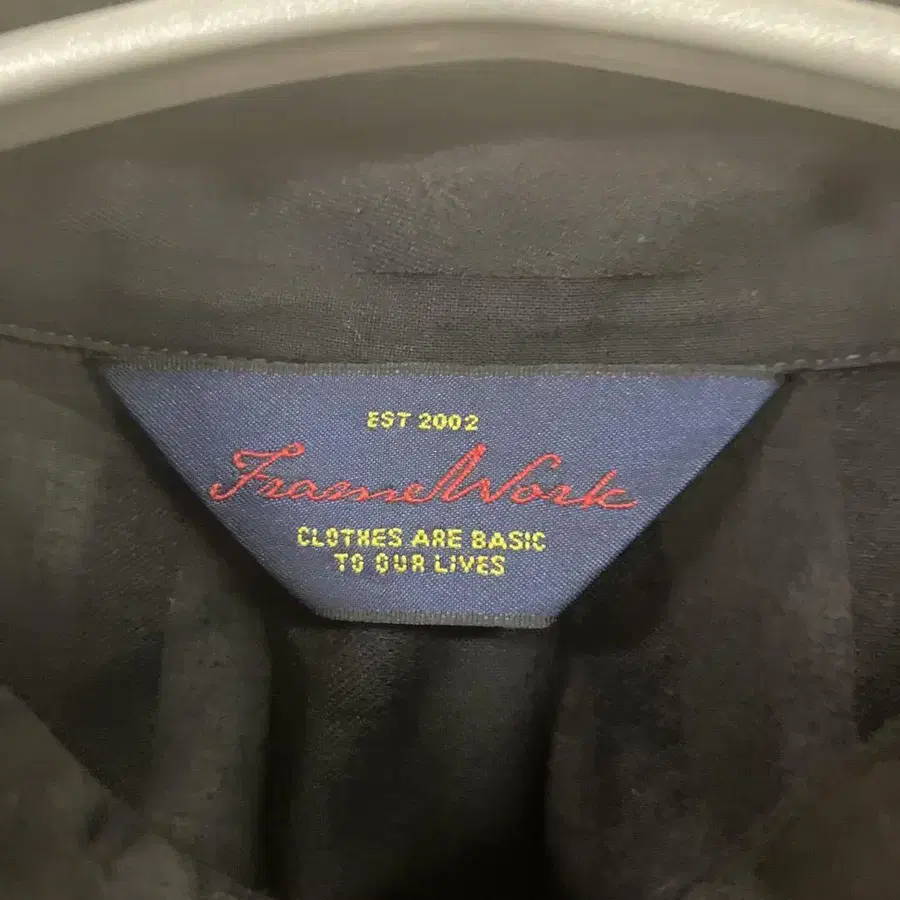 EST 2002
FrameWork
CLOTHES ARE BASIC
TO OUR LIVES